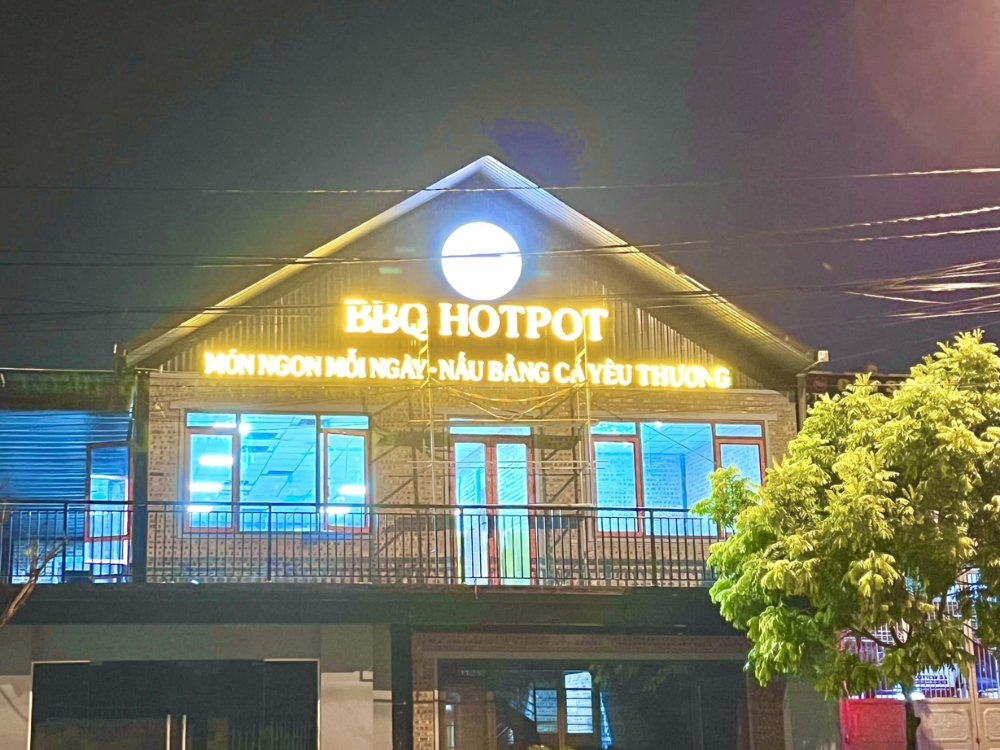 BBQ HOTPOT
MÓN NGON MỖI NGÀY - NẤU BẰNG CẢ YÊU THƯƠNG